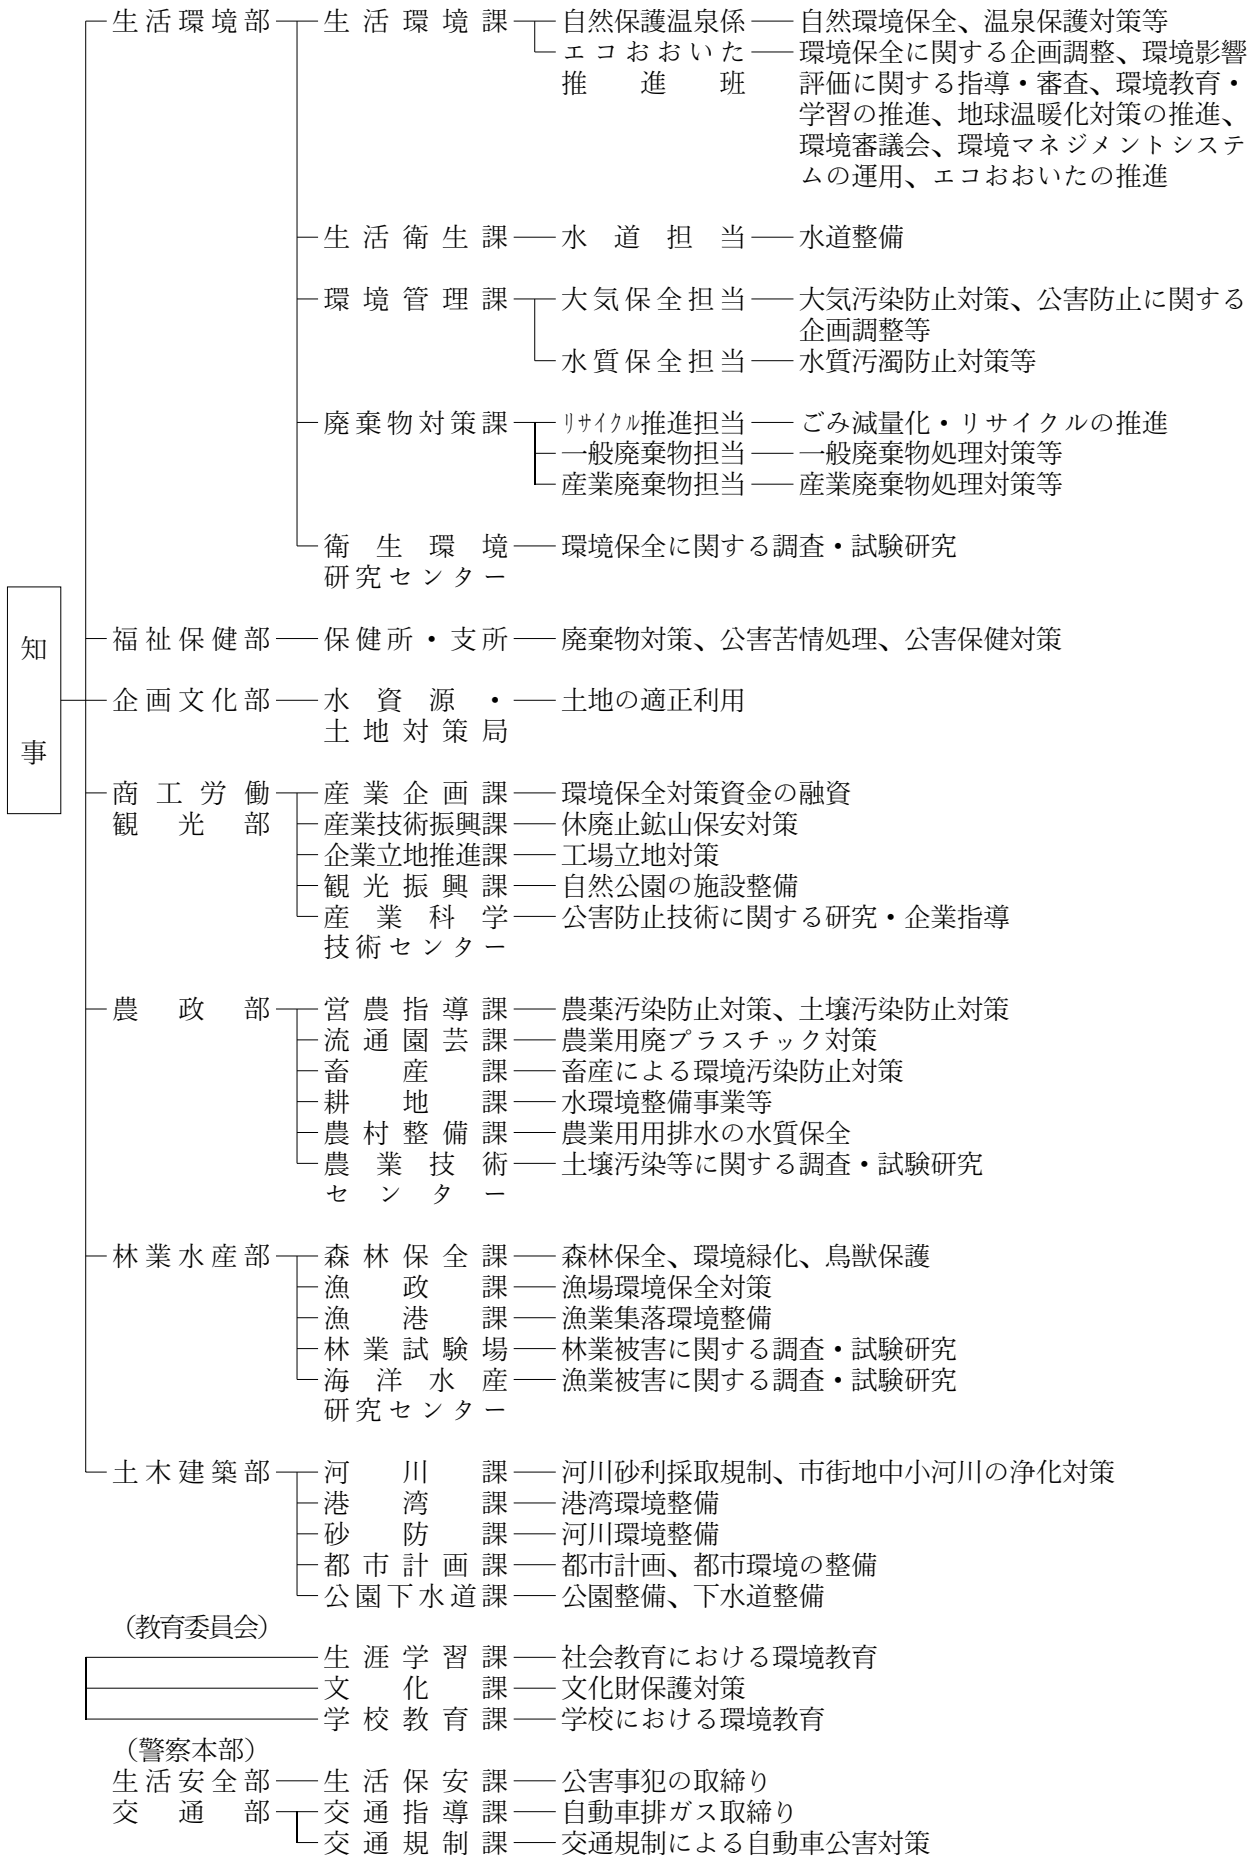 生活環境部 生活環境課 自然保護温泉係 自然環境保全、温泉保護対策等
エコおおいた 環境保全に関する企画調整、環境影響
推進班 評価に関する指導・審査、環境教育・
学習の推進、地球温暖化対策の推進、
環境審議会、環境マネジメントシステ
ムの運用、エコおおいたの推進
生活衛生課 水道担当 水道整備
環境管理課 大気保全担当 大気汚染防止対策、公害防止に関する
企画調整等
水質保全担当 水質汚濁防止対策等
廃棄物対策課 リサイクル推進担当 ごみ減量化・リサイクルの推進
一般廃棄物担当 一般廃棄物処理対策等
産業廃棄物担当 産業廃棄物処理対策等
衛生環境 環境保全に関する調査・試験研究
研究センター
知事
福祉保健部 保健所・支所 廃棄物対策、公害苦情処理、公害保健対策
企画文化部 水資源・ 土地の適正利用
土地対策局
商工労働 産業企画課 環境保全対策資金の融資
観光部 産業技術振興課 休廃止鉱山保安対策
企業立地推進課 工場立地対策
観光振興課 自然公園の施設整備
産業科学 公害防止技術に関する研究・企業指導
技術センター
農政部 営農指導課 農薬汚染防止対策、土壌汚染防止対策
流通園芸課 農業用廃プラスチック対策
畜産課 畜産による環境汚染防止対策
耕地課 水環境整備事業等
農村整備課 農業用用排水の水質保全
農業技術 土壌汚染等に関する調査・試験研究
センター
林業水産部 森林保全課 森林保全、環境緑化、鳥獣保護
漁政課 漁場環境保全対策
漁港課 漁業集落環境整備
林業試験場 林業被害に関する調査・試験研究
海洋水産 漁業被害に関する調査・試験研究
研究センター
土木建築部 河川課 河川砂利採取規制、市街地中小河川の浄化対策
港湾課 港湾環境整備
砂防課 河川環境整備
都市計画課 都市計画、都市環境の整備
公園下水道課 公園整備、下水道整備
（教育委員会）
生涯学習課 社会教育における環境教育
文化課 文化財保護対策
学校教育課 学校における環境教育
（警察本部）
生活安全部 生活保安課 公害事犯の取締り
交通部 交通指導課 自動車排ガス取締り
交通規制課 交通規制による自動車公害対策